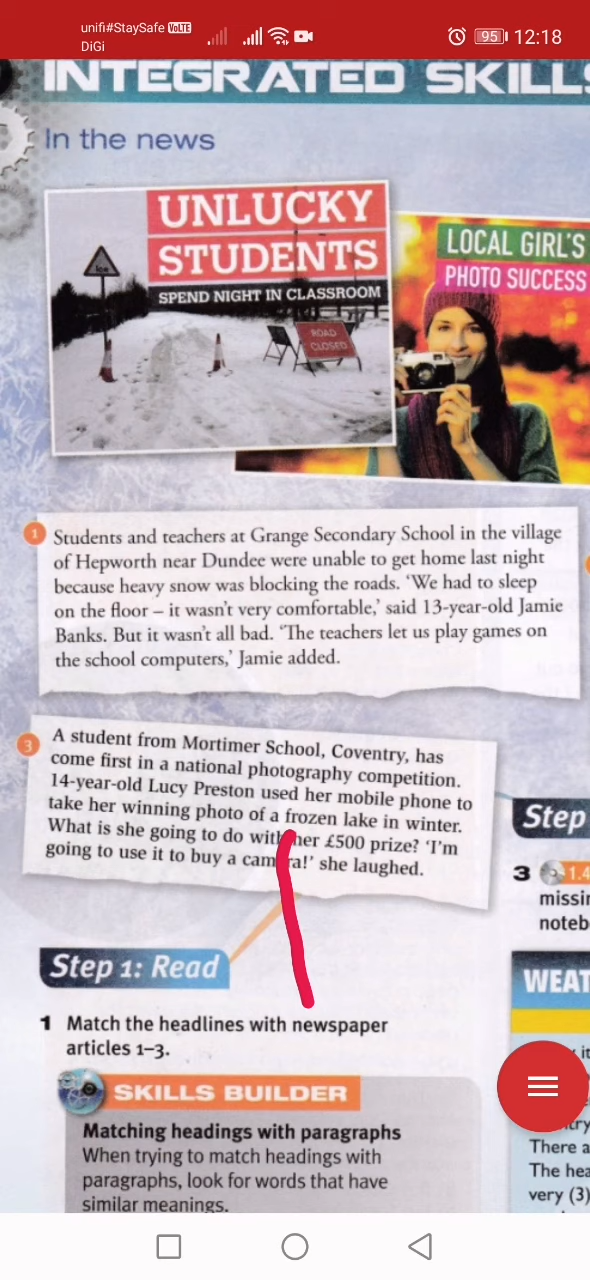 unifi#StaySafe VoLTE
DiGi
95
12:18
INTEGRATED SKILLS
In the news
UNLUCKY
STUDENTS
SPEND NIGHT IN CLASSROOM
Ice
ROAD
CLOSED
LOCAL GIRL'S
PHOTO SUCCESS
1
Students and teachers at Grange Secondary School in the village
of Hepworth near Dundee were unable to get home last night
because heavy snow was blocking the roads. 'We had to sleep
on the floor – it wasn't very comfortable,' said 13-year-old Jamie
Banks. But it wasn't all bad. 'The teachers let us play games on
the school computers,' Jamie added.
3
A student from Mortimer School, Coventry, has
come first in a national photography competition.
14-year-old Lucy Preston used her mobile phone to
take her winning photo of a frozen lake in winter.
What is she going to do with her £500 prize? 'I'm
going to use it to buy a camera!' she laughed.
Step 1: Read
1 Match the headlines with newspaper
articles 1–3.
SKILLS BUILDER
Matching headings with paragraphs
When trying to match headings with
paragraphs, look for words that have
similar meanings.
Step
3 1.4
missin
noteb
WEAT
it
try
There a
The hea
very (3)